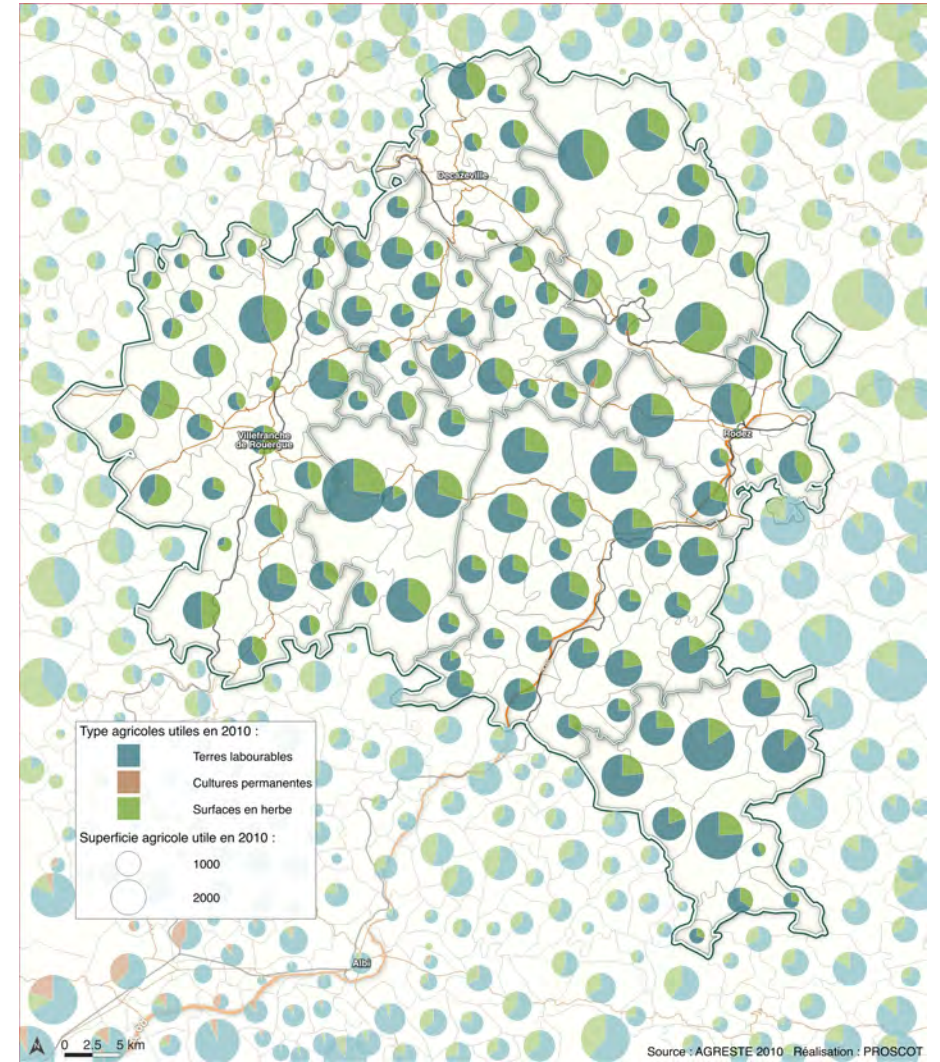 Decazeville
Villefranche
de Rouergue
Rodez
Type agricoles utiles en 2010 :
Terres labourables
Cultures permanentes
Surfaces en herbe
Superficie agricole utile en 2010 :
1000
2000
Albi
0 2.5 5 km
Source : AGRESTE 2010 Réalisation : PROSCOT